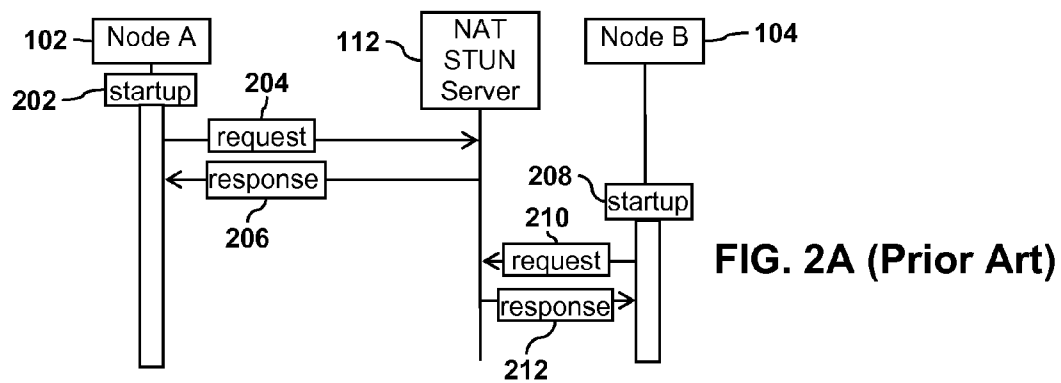 102
Node A
112
NAT
STUN
Server
Node B
104
202
startup
204
request
response
206
208
startup
210
request
FIG. 2A (Prior Art)
response
212